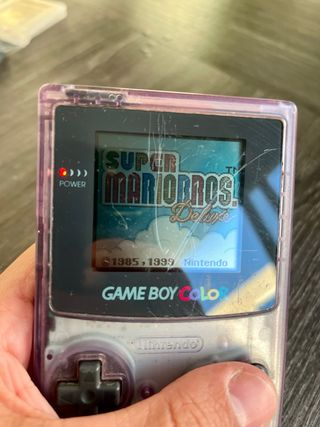 SUPER
MARIO BROS.
TM
Deluxe
POWER
©1985,1999 Nintendo
GAME BOY COLOR
Nintendo